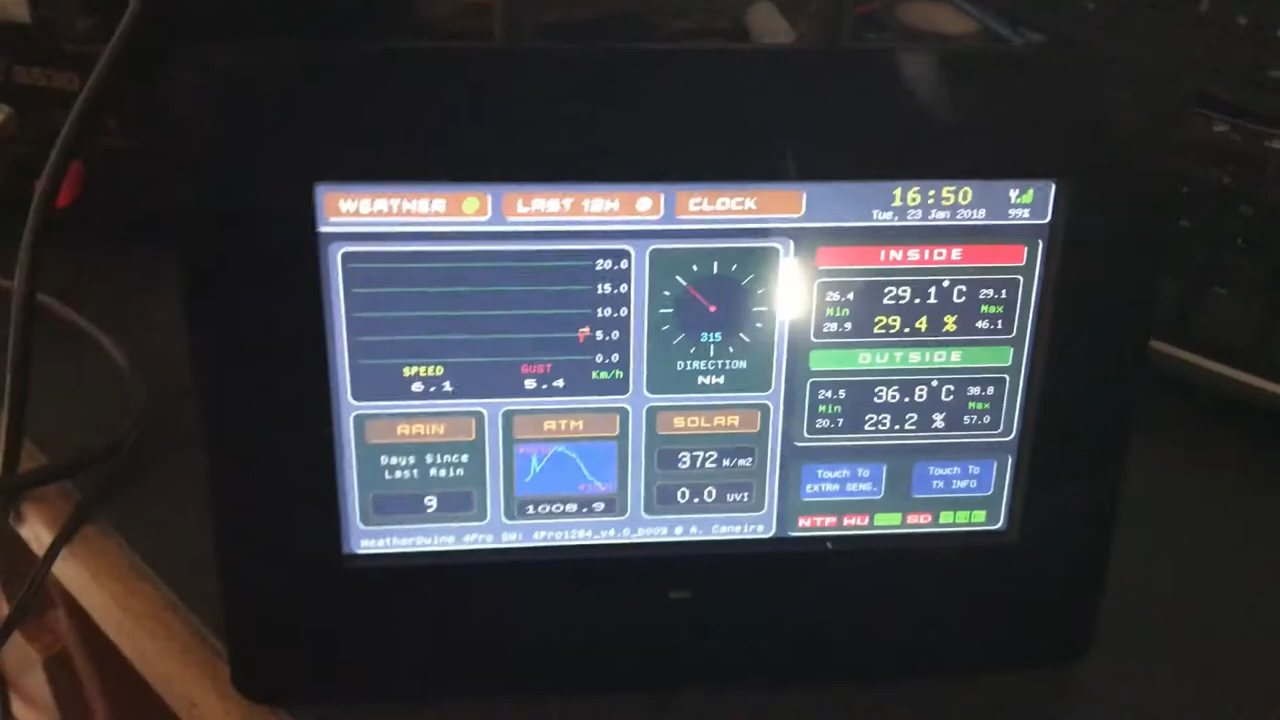 WEATHER
LAST 12H
CLOCK
16:50
Tue, 23 Jan 2018
99%
20.0
15.0
10.0
5.0
0.0
Km/h
SPEED
6.1
GUST
5.4
315
DIRECTION
NW
INSIDE
26.4 29.1°C 29.1
Min Max
28.9 29.4 % 46.1
OUTSIDE
24.5 36.8°C 38.8
Min Max
20.7 23.2 % 57.0
RAIN
Days Since
Last Rain
9
ATM
1008.9
SOLAR
372 W/m2
0.0 UVI
Touch To
EXTRA SENS.
Touch To
TX INFO
NTP WU SD
WeatherDuino 4Pro SW: 4Pro1284_v4.0_b009 © A. Caneira